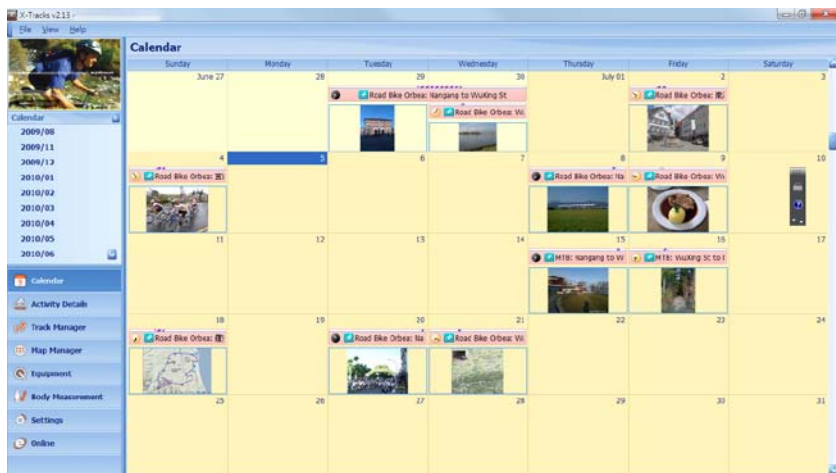 X-Tracks v2.13 -
File View Help
Calendar
2009/08
2009/11
2009/12
2010/01
2010/02
2010/03
2010/04
2010/05
2010/06
Calendar
Activity Details
Track Manager
Map Manager
Equipment
Body Measurement
Settings
Online
Calendar
Sunday Monday Tuesday Wednesday Thursday Friday Saturday
June 27 28 29 30 July 01 2 3
Road Bike Orbea: Nangang to WuXing St
Road Bike Orbea: Wu
Road Bike Orbea:
4 5 6 7 8 9 10
Road Bike Orbea:
Road Bike Orbea: Na
Road Bike Orbea: Wu
11 12 13 14 15 16 17
MTB: Nangang to W
MTB: WuXing St to
18 19 20 21 22 23 24
Road Bike Orbea:
Road Bike Orbea: Na
Road Bike Orbea: Wu
25 26 27 28 29 30 31